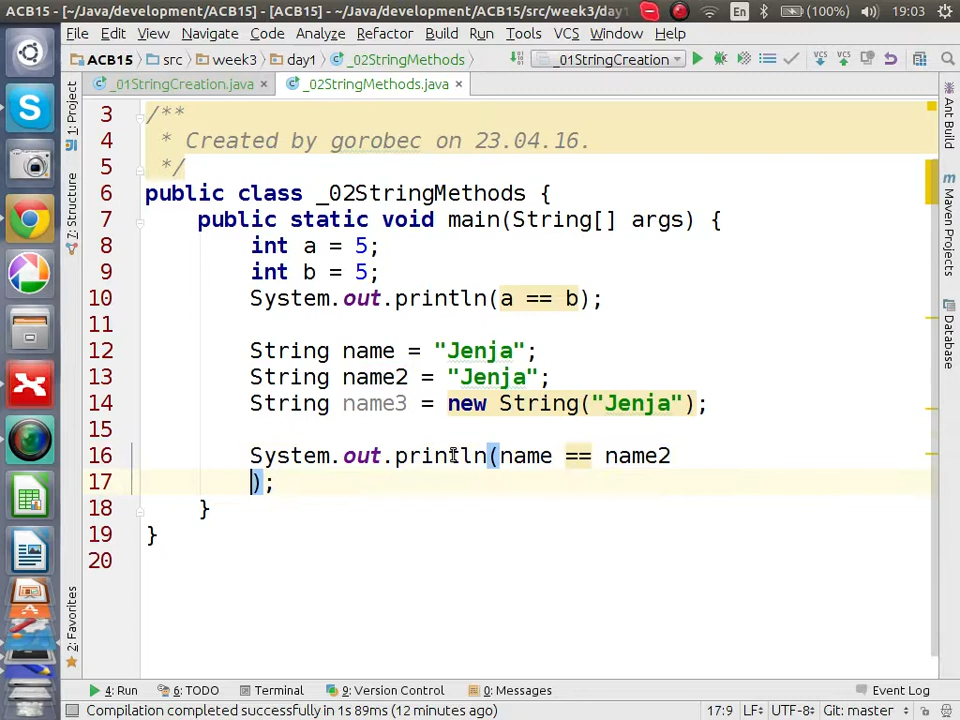 ACB15 - [~/Java/development/ACB15] - [ACB15] - ~/Java/development/ACB15/src/week3/day1
En (100%) 19:03
File Edit View Navigate Code Analyze Refactor Build Run Tools VCS Window Help
ACB15 src week3 day1 _02StringMethods _01StringCreation VCS VCS
_01StringCreation.java _02StringMethods.java
1: Project
7: Structure
2: Favorites
3 /**
4 * Created by gorobec on 23.04.16.
5 */
6 public class _02StringMethods {
7 public static void main(String[] args) {
8 int a = 5;
9 int b = 5;
10 System.out.println(a == b);
11
12 String name = "Jenja";
13 String name2 = "Jenja";
14 String name3 = new String("Jenja");
15
16 System.out.println(name == name2
17 );
18 }
19 }
20
Ant Build
Maven Projects
Database
4: Run 6: TODO Terminal 9: Version Control 0: Messages Event Log
Compilation completed successfully in 1s 89ms (12 minutes ago) 17:9 LF UTF-8 Git: master